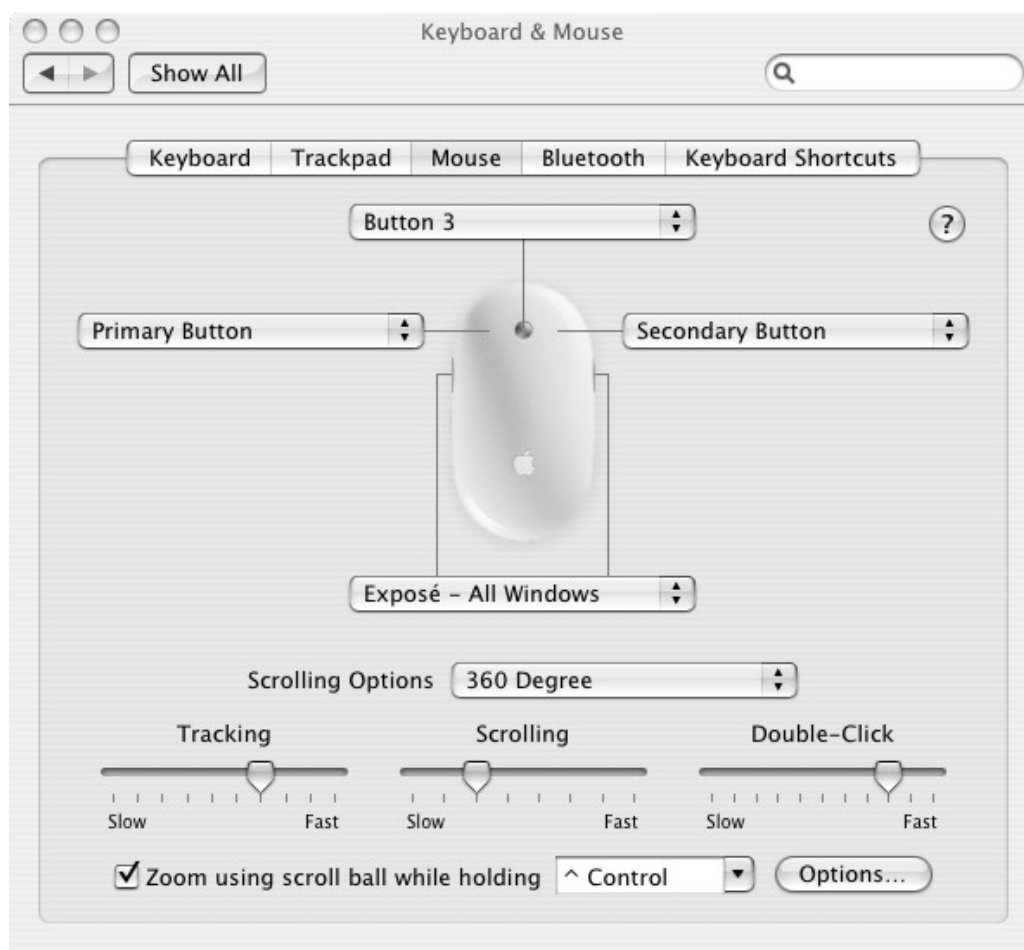 Keyboard & Mouse
Show All
Keyboard Trackpad Mouse Bluetooth Keyboard Shortcuts
Button 3
?
Primary Button
Secondary Button
Exposé – All Windows
Scrolling Options 360 Degree
Tracking Scrolling Double-Click
Slow Fast Slow Fast Slow Fast
Zoom using scroll ball while holding ^ Control Options...